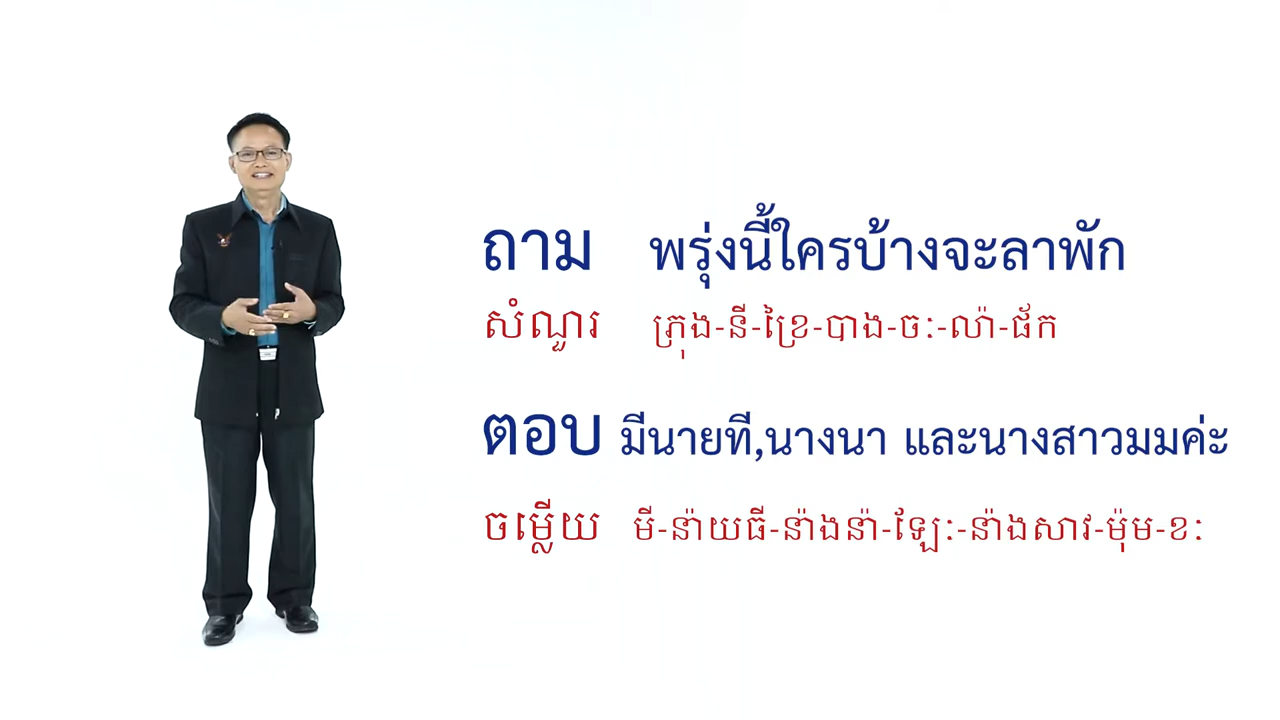 ถาม พรุ่งนี้ใครบ้างจะลาพัก
សំណួរ ភ្រុង-នី-ខ្រៃ-បាង-ចៈ-ល៉ា-ផ័ក
ตอบ มีนายที,นางนา และนางสาวมมค่ะ
ចម្លើយ មី-ន៉ាយធី-ន៉ាងន៉ា-ឡែៈ-ន៉ាងសាវ-ម៉ុម-ខៈ